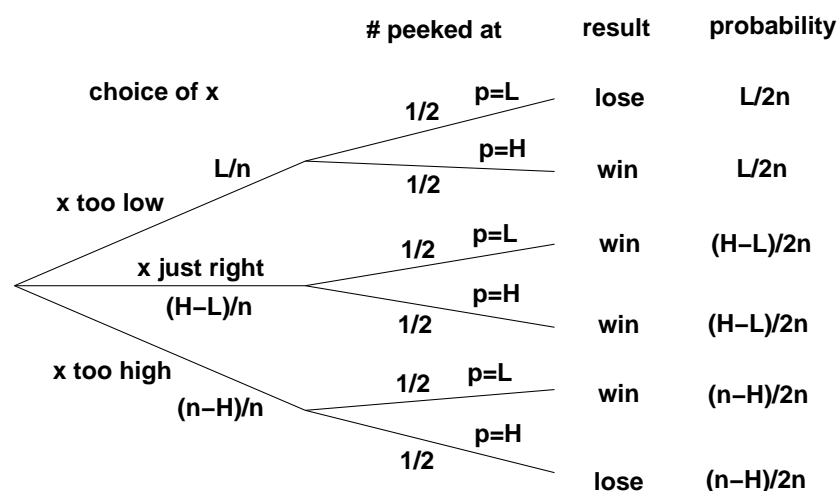 # peeked at result probability
choice of x
1/2 p=L lose L/2n
L/n
p=H
1/2 win L/2n
x too low
1/2 p=L win (H−L)/2n
x just right
(H−L)/n
p=H
1/2 win (H−L)/2n
x too high
1/2 p=L win (n−H)/2n
(n−H)/n
p=H
1/2
lose (n−H)/2n